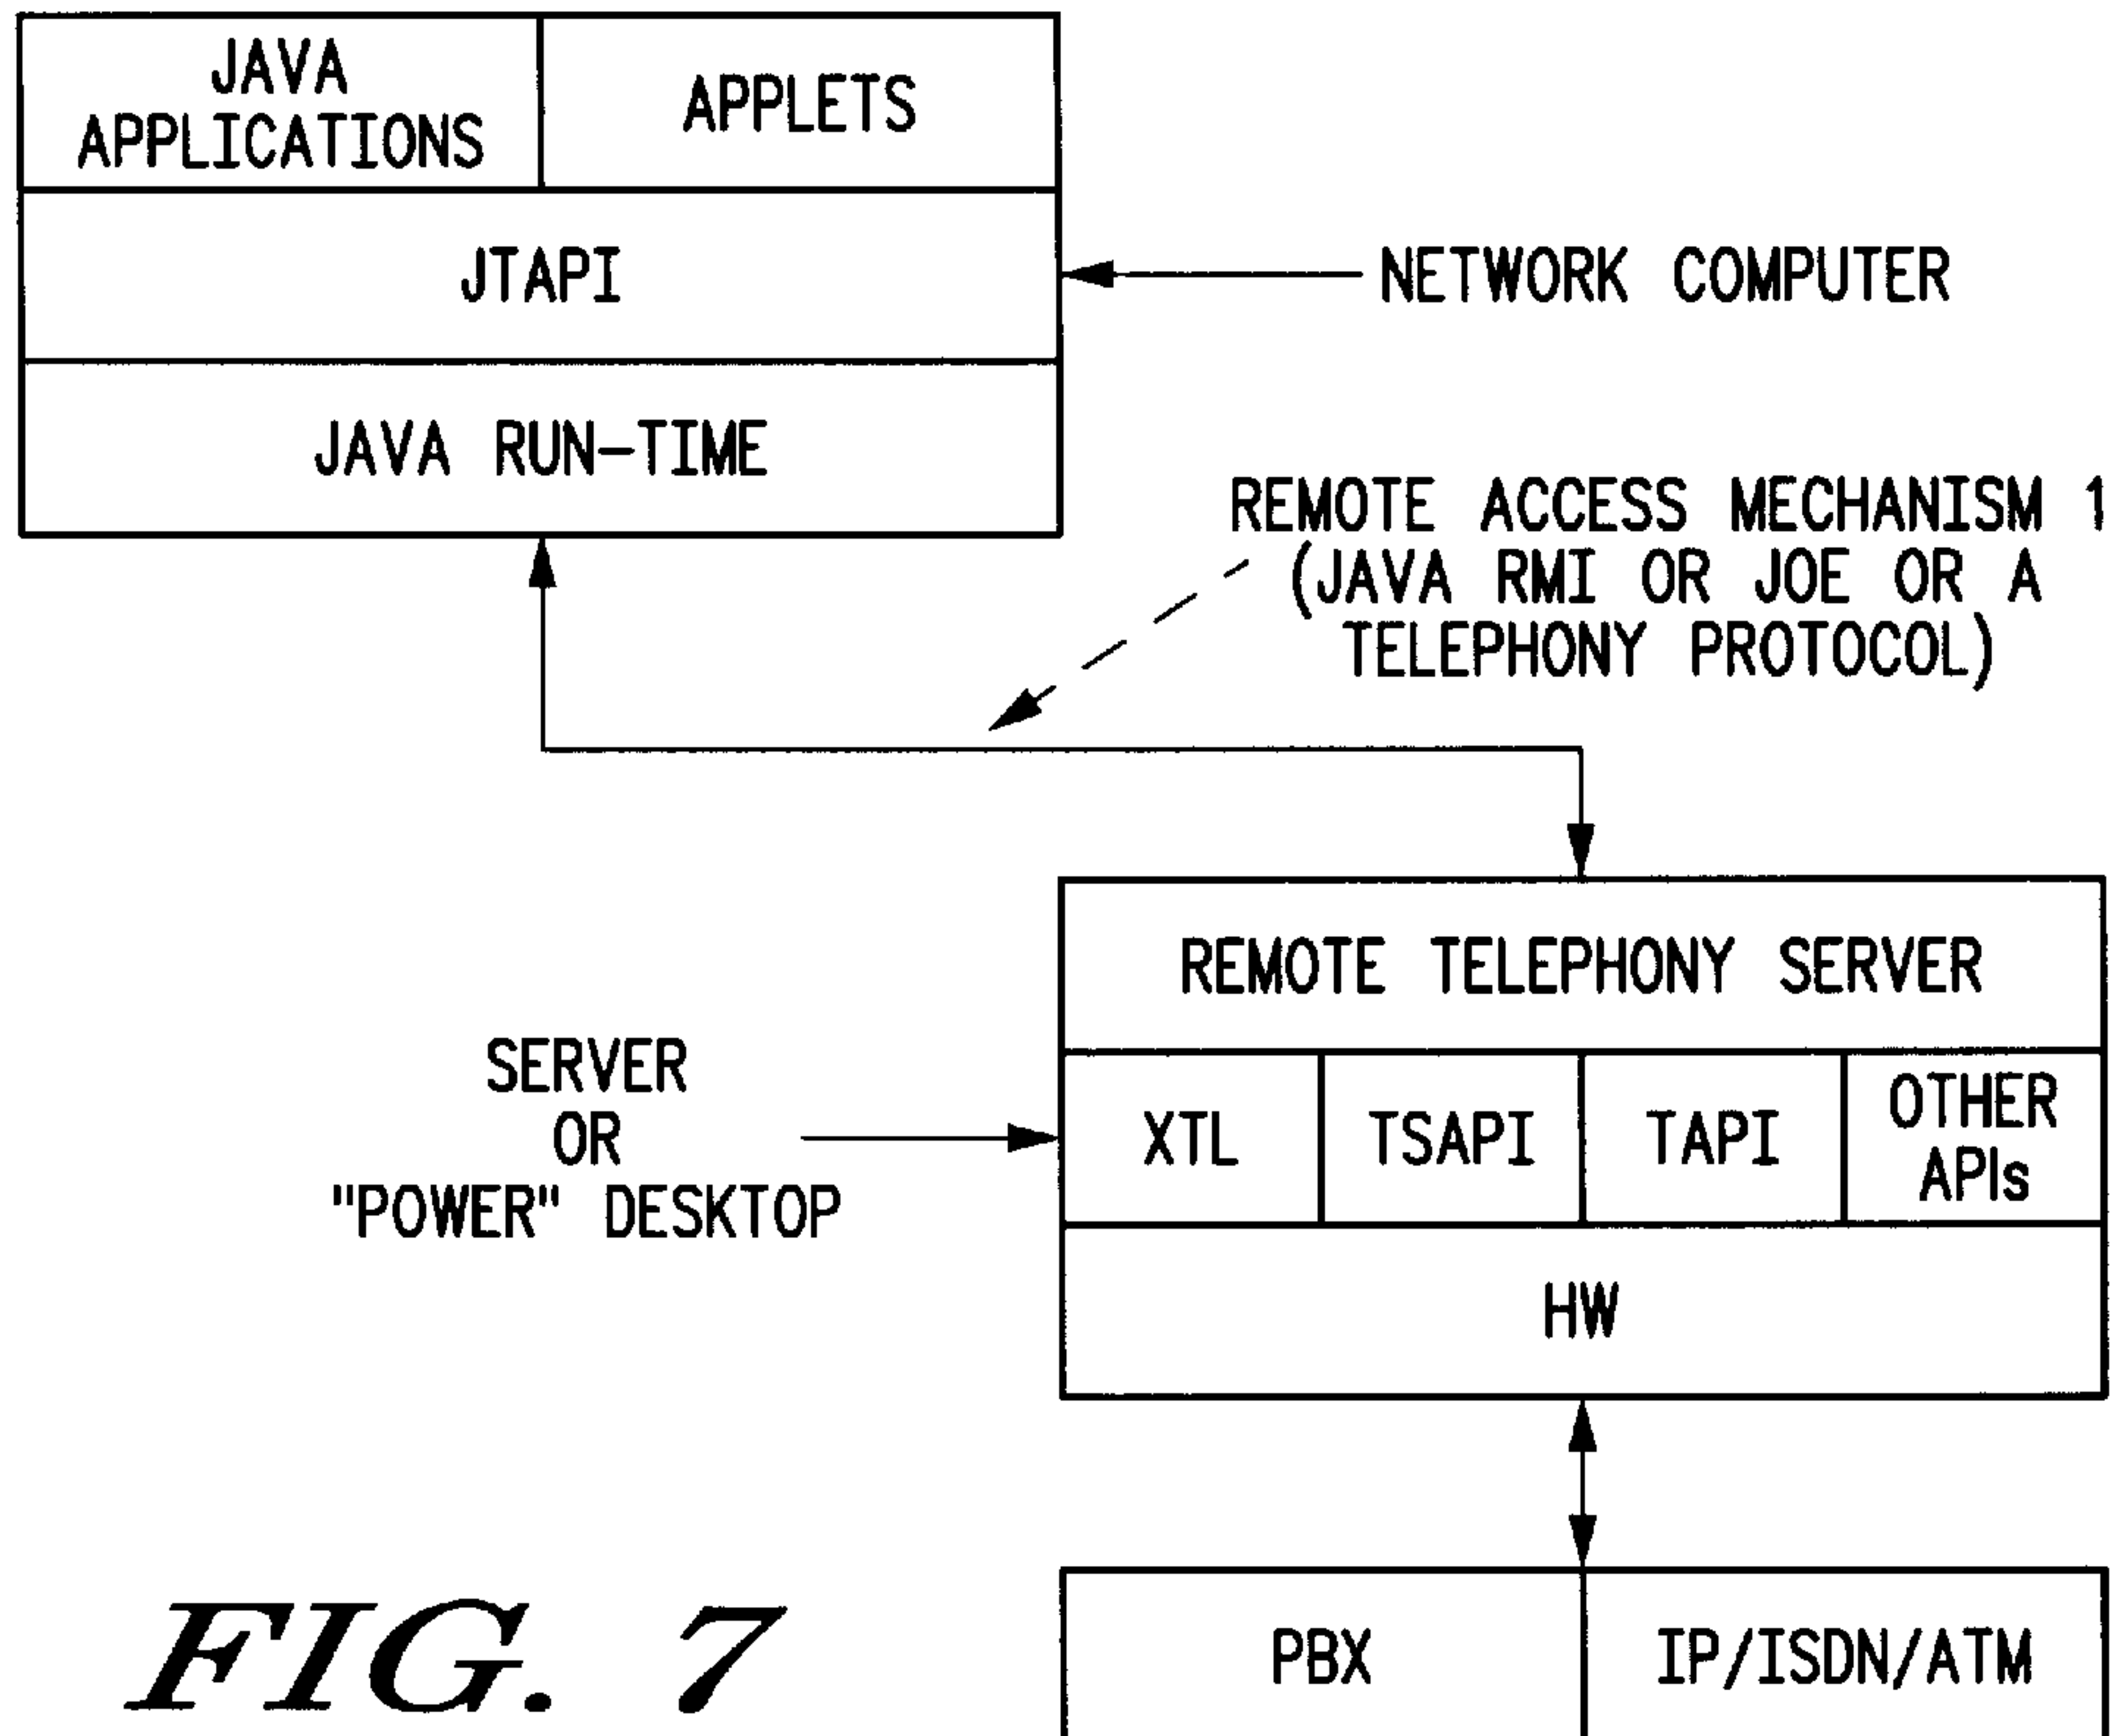 JAVA
APPLICATIONS
APPLETS
JTAPI
NETWORK COMPUTER
JAVA RUN-TIME
REMOTE ACCESS MECHANISM 1
(JAVA RMI OR JOE OR A
TELEPHONY PROTOCOL)
REMOTE TELEPHONY SERVER
SERVER
OR
"POWER" DESKTOP
XTL
TSAPI
TAPI
OTHER
APIs
HW
PBX
IP/ISDN/ATM
FIG. 7